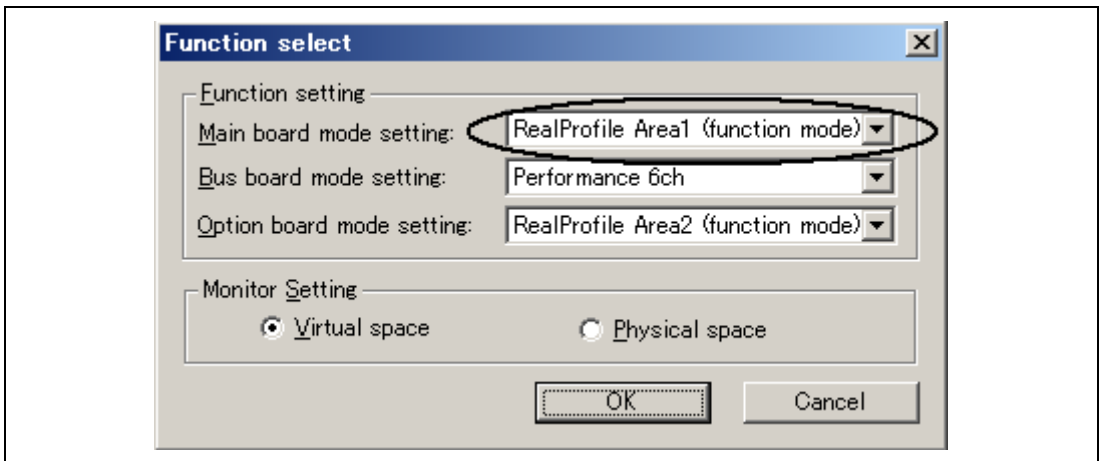 Function select
Function setting
Main board mode setting: RealProfile Area1 (function mode)
Bus board mode setting: Performance 6ch
Option board mode setting: RealProfile Area2 (function mode)
Monitor Setting
Virtual space Physical space
OK Cancel